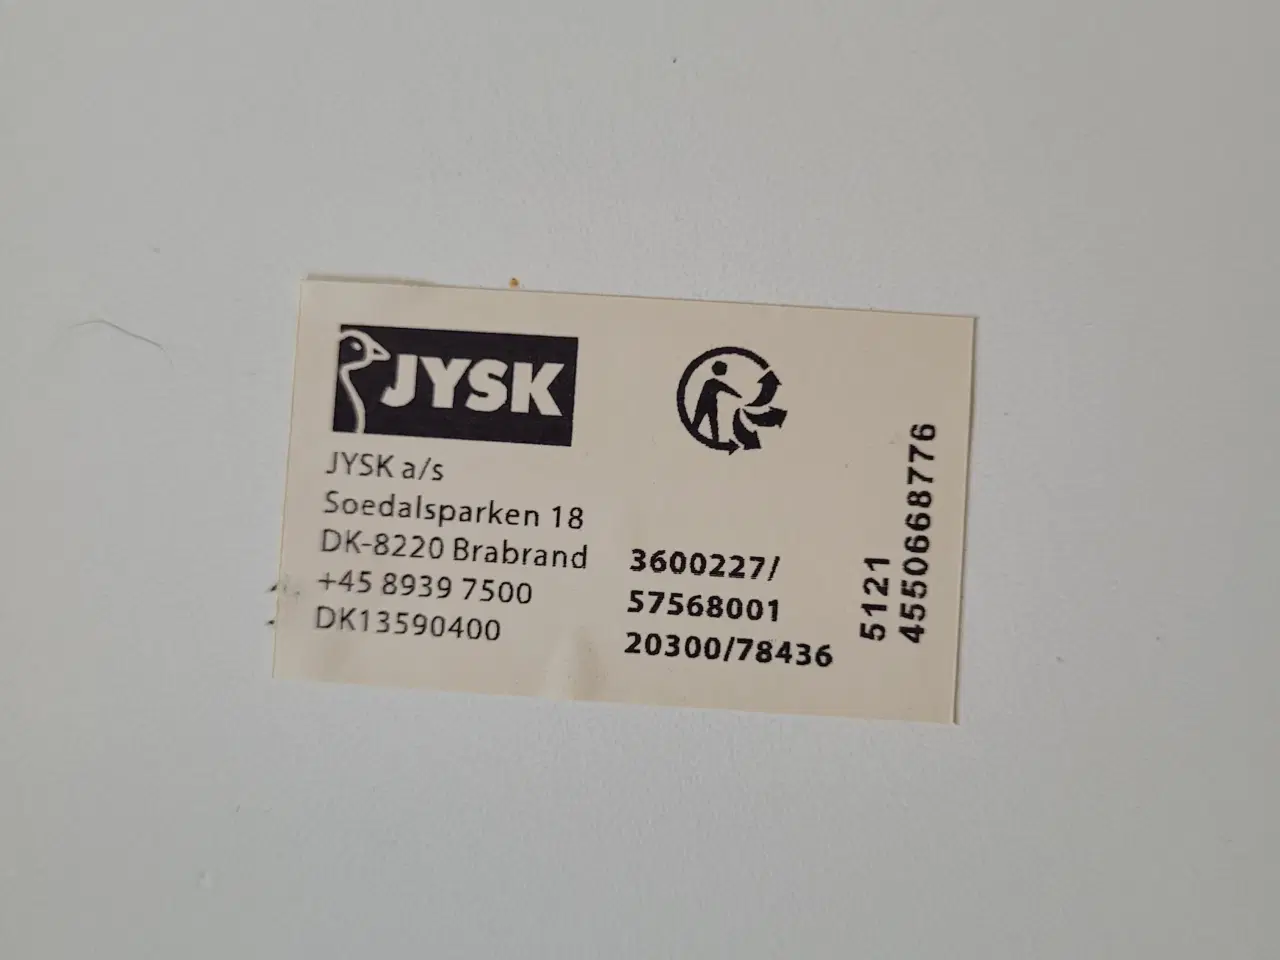 JYSK
JYSK a/s
Soedalsparken 18
DK-8220 Brabrand
+45 8939 7500
DK13590400
3600227/
57568001
20300/78436
5121
4550668776